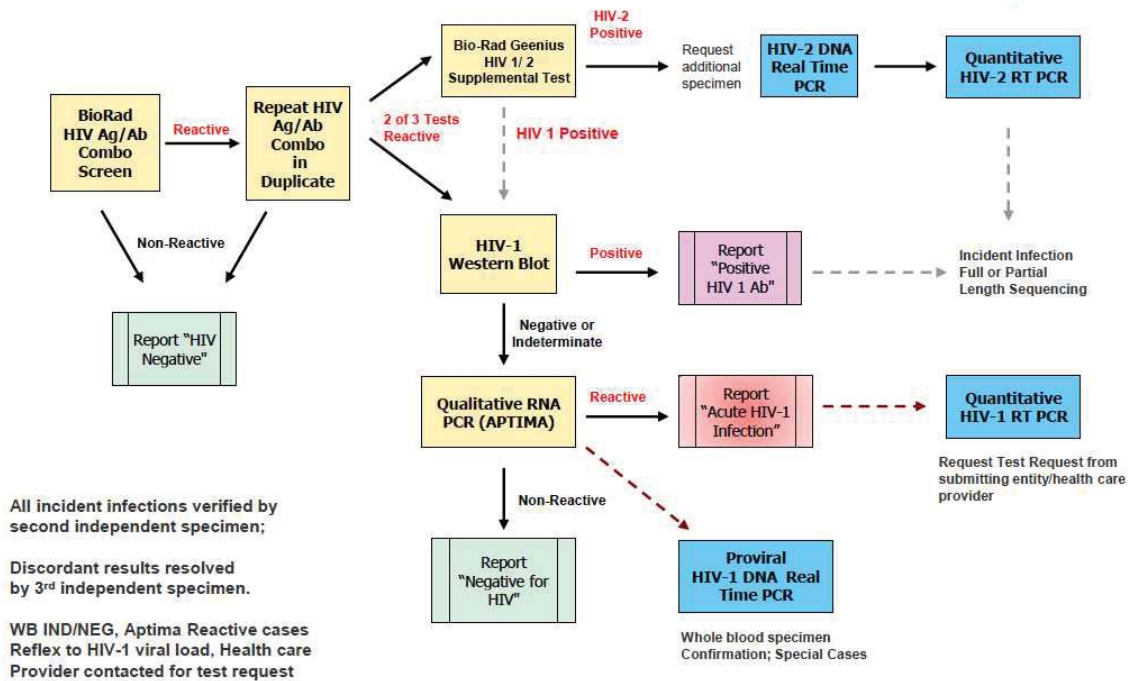 HIV-2
Positive
Bio-Rad Geenius
HIV 1/ 2
Supplemental Test
Request
additional
specimen
HIV-2 DNA
Real Time
PCR
Quantitative
HIV-2 RT PCR
BioRad
HIV Ag/Ab
Combo
Screen
Reactive
Repeat HIV
Ag/Ab
Combo
in
Duplicate
2 of 3 Tests
Reactive
HIV 1 Positive
Non-Reactive
HIV-1
Western Blot
Positive
Report
“Positive
HIV 1 Ab"
Incident Infection
Full or Partial
Length Sequencing
Report “HIV
Negative"
Negative or
Indeterminate
Qualitative RNA
PCR (APTIMA)
Reactive
Report
“Acute HIV-1
Infection”
Quantitative
HIV-1 RT PCR
Request Test Request from
submitting entity/health care
provider
Non-Reactive
Report
“Negative for
HIV"
Proviral
HIV-1 DNA Real
Time PCR
Whole blood specimen
Confirmation; Special Cases
All incident infections verified by
second independent specimen;
Discordant results resolved
by 3rd independent specimen.
WB IND/NEG, Aptima Reactive cases
Reflex to HIV-1 viral load, Health care
Provider contacted for test request